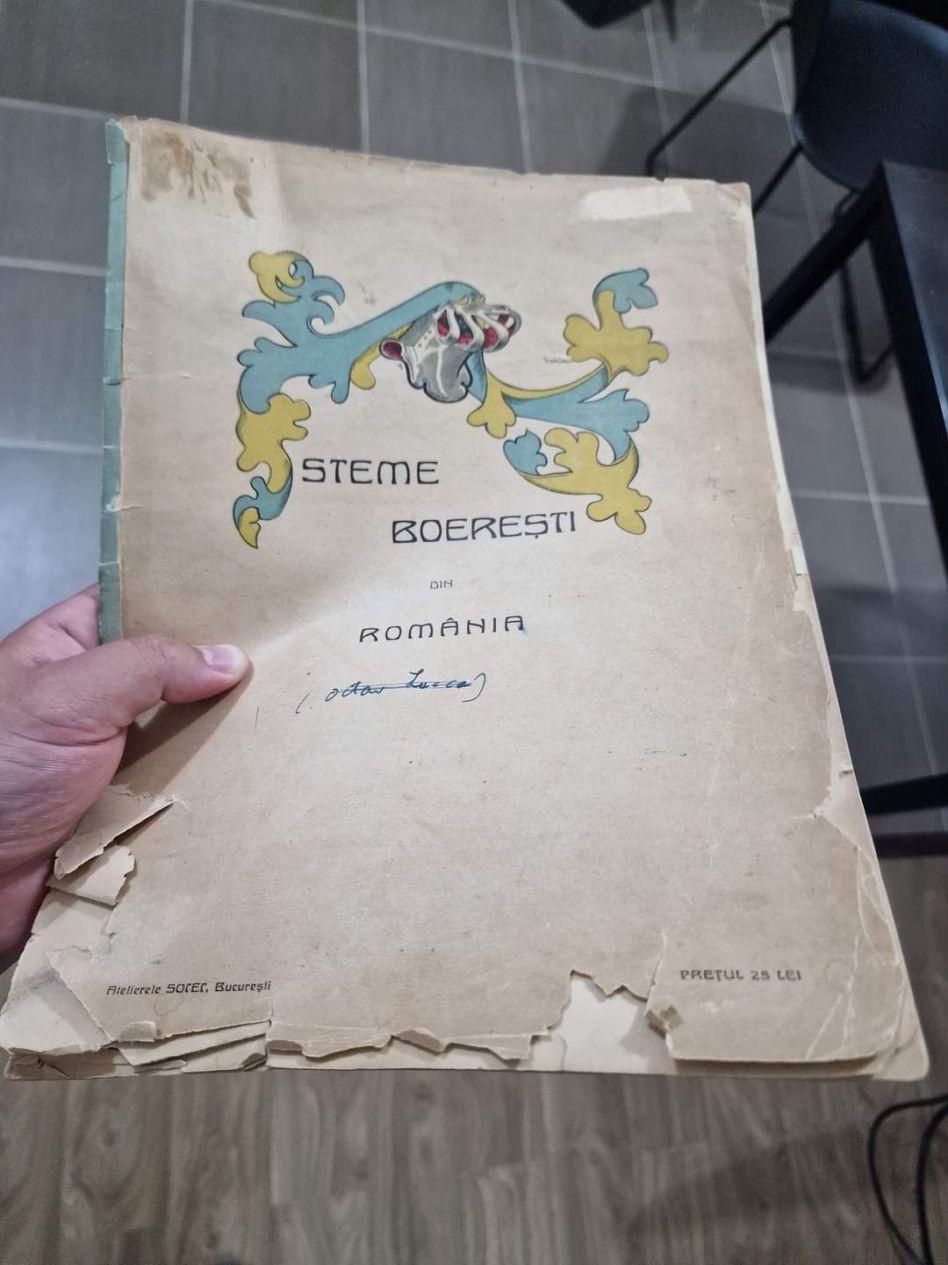 STEME
BOEREȘTI
DIN
ROMÂNIA
Atelierele SOCEC, București
PREȚUL 25 LEI